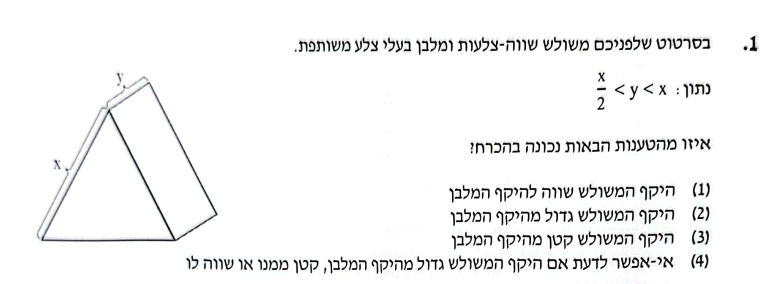 1. בסרטוט שלפניכם משולש שווה-צלעות ומלבן בעלי צלע משותפת.
נתון: x/2 < y < x
איזו מהטענות הבאות נכונה בהכרח?
(1) היקף המשולש שווה להיקף המלבן
(2) היקף המשולש גדול מהיקף המלבן
(3) היקף המשולש קטן מהיקף המלבן
(4) אי-אפשר לדעת אם היקף המשולש גדול מהיקף המלבן, קטן ממנו או שווה לו
y
x